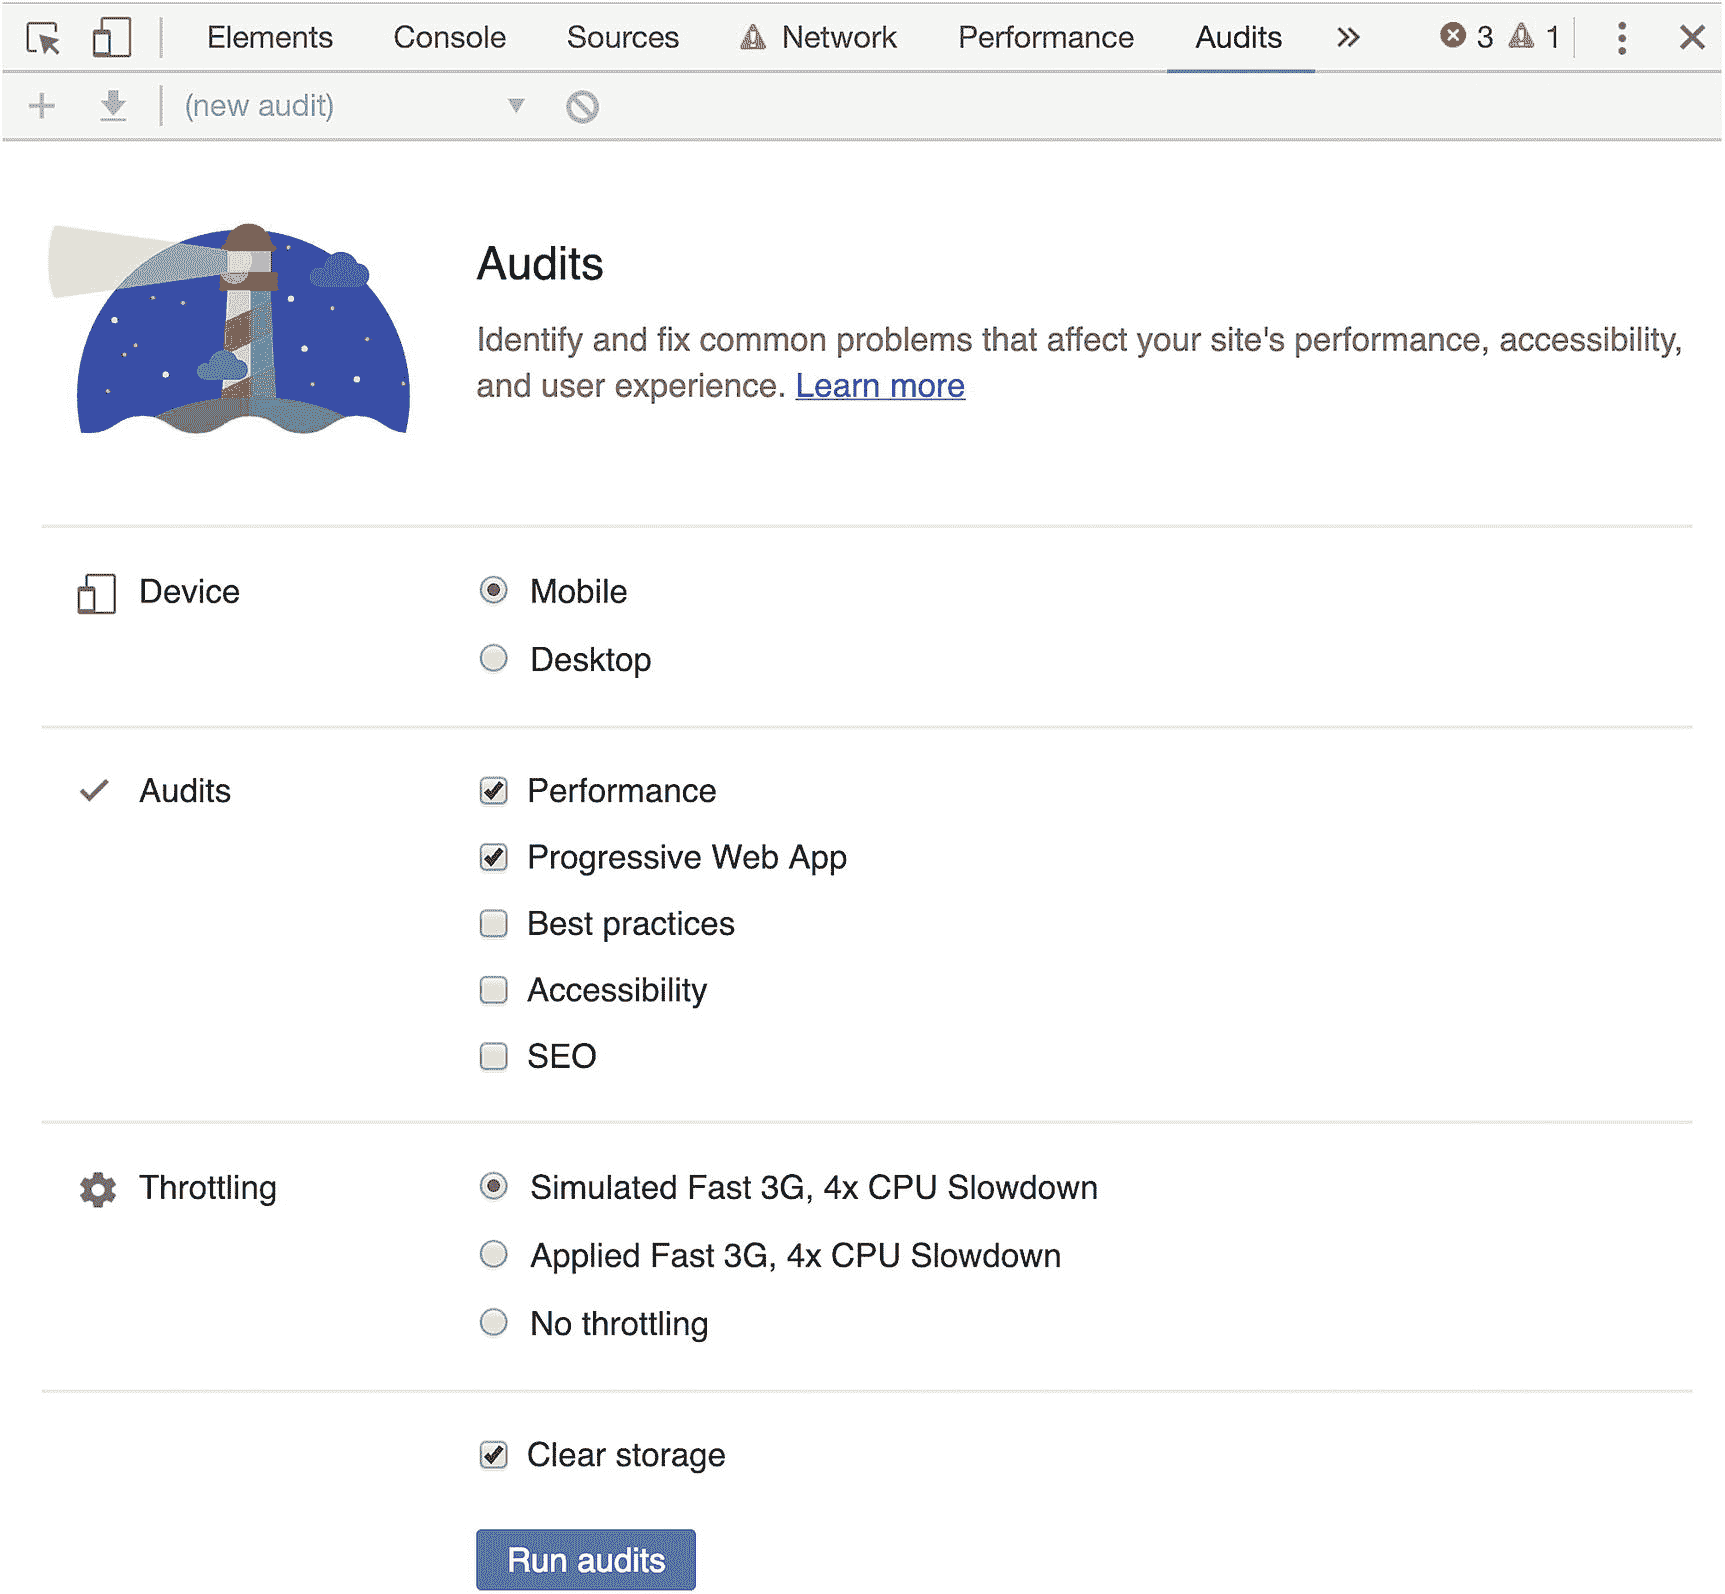 Elements Console Sources Network Performance Audits » 3 1
(new audit)
Audits
Identify and fix common problems that affect your site's performance, accessibility,
and user experience. Learn more
Device
Mobile
Desktop
Audits
Performance
Progressive Web App
Best practices
Accessibility
SEO
Throttling
Simulated Fast 3G, 4x CPU Slowdown
Applied Fast 3G, 4x CPU Slowdown
No throttling
Clear storage
Run audits